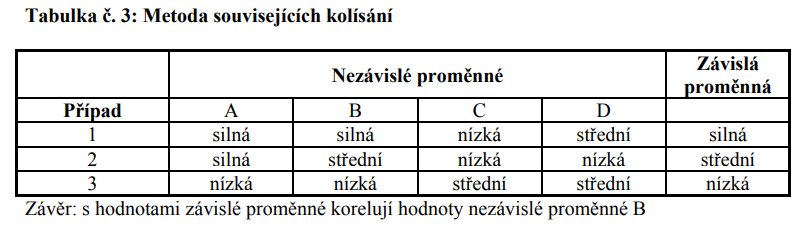 Tabulka č. 3: Metoda souvisejících kolísání
Nezávislé proměnné Závislá proměnná
Případ A B C D
1 silná silná nízká střední silná
2 silná střední nízká nízká střední
3 nízká nízká střední střední nízká
Závěr: s hodnotami závislé proměnné korelují hodnoty nezávislé proměnné B